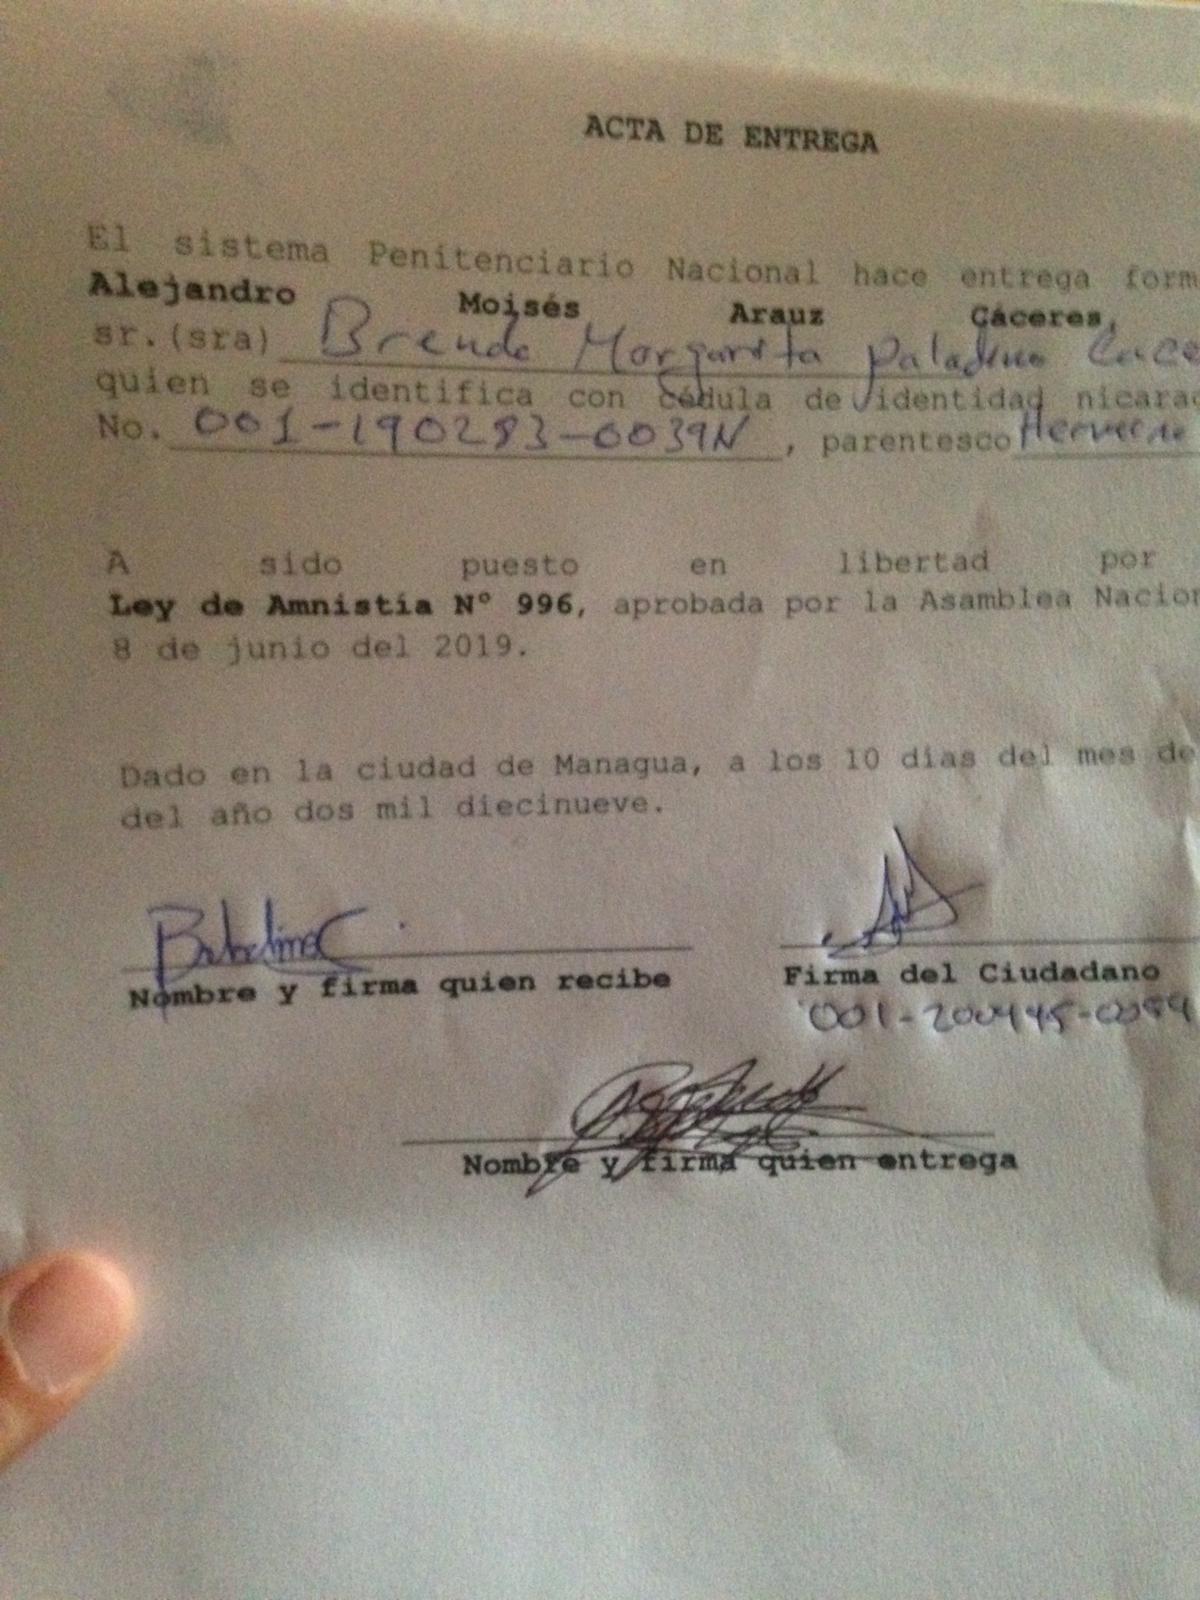 ACTA DE ENTREGA
El sistema Penitenciario Nacional hace entrega form
Alejandro Moisés Arauz Cáceres,
sr.(sra) Brenda Margarita Paladino Cace
quien se identifica con cédula de identidad nicarag
No. 001-190283-0039N, parentesco
A sido puesto en libertad por
Ley de Amnistía N° 996, aprobada por la Asamblea Nacion
8 de junio del 2019.
Dado en la ciudad de Managua, a los 10 dias del mes de
del año dos mil diecinueve.
Nombre y firma quien recibe
Firma del Ciudadano
Nombre y firma quien entrega